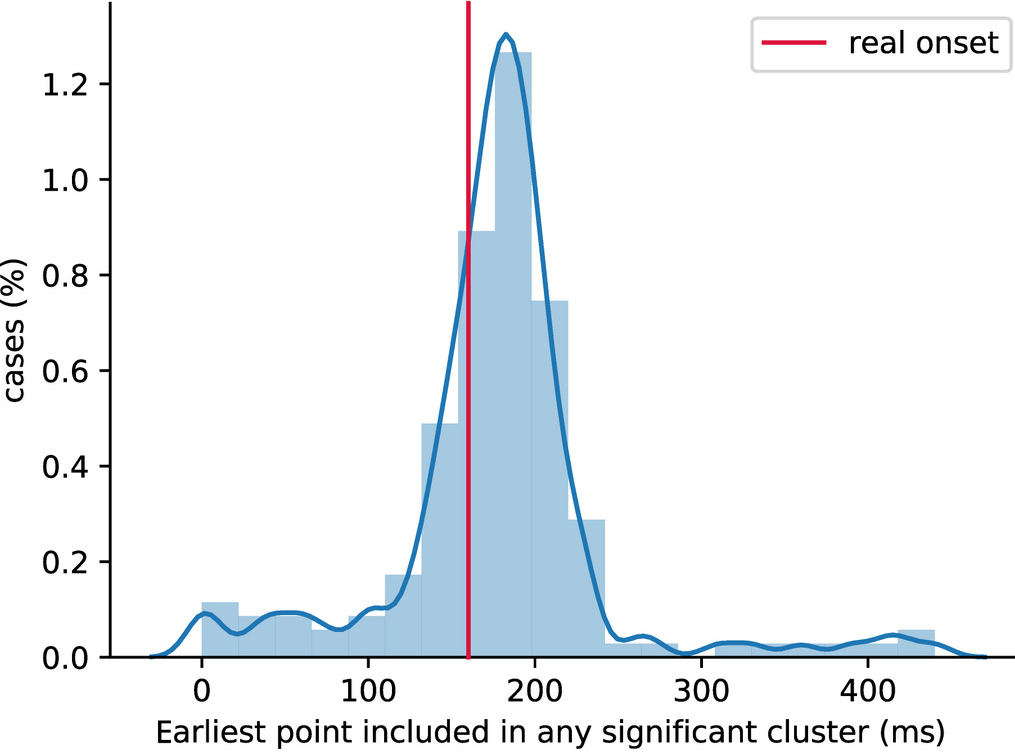 real onset
cases (%)
1.2
1.0
0.8
0.6
0.4
0.2
0.0
0 100 200 300 400
Earliest point included in any significant cluster (ms)